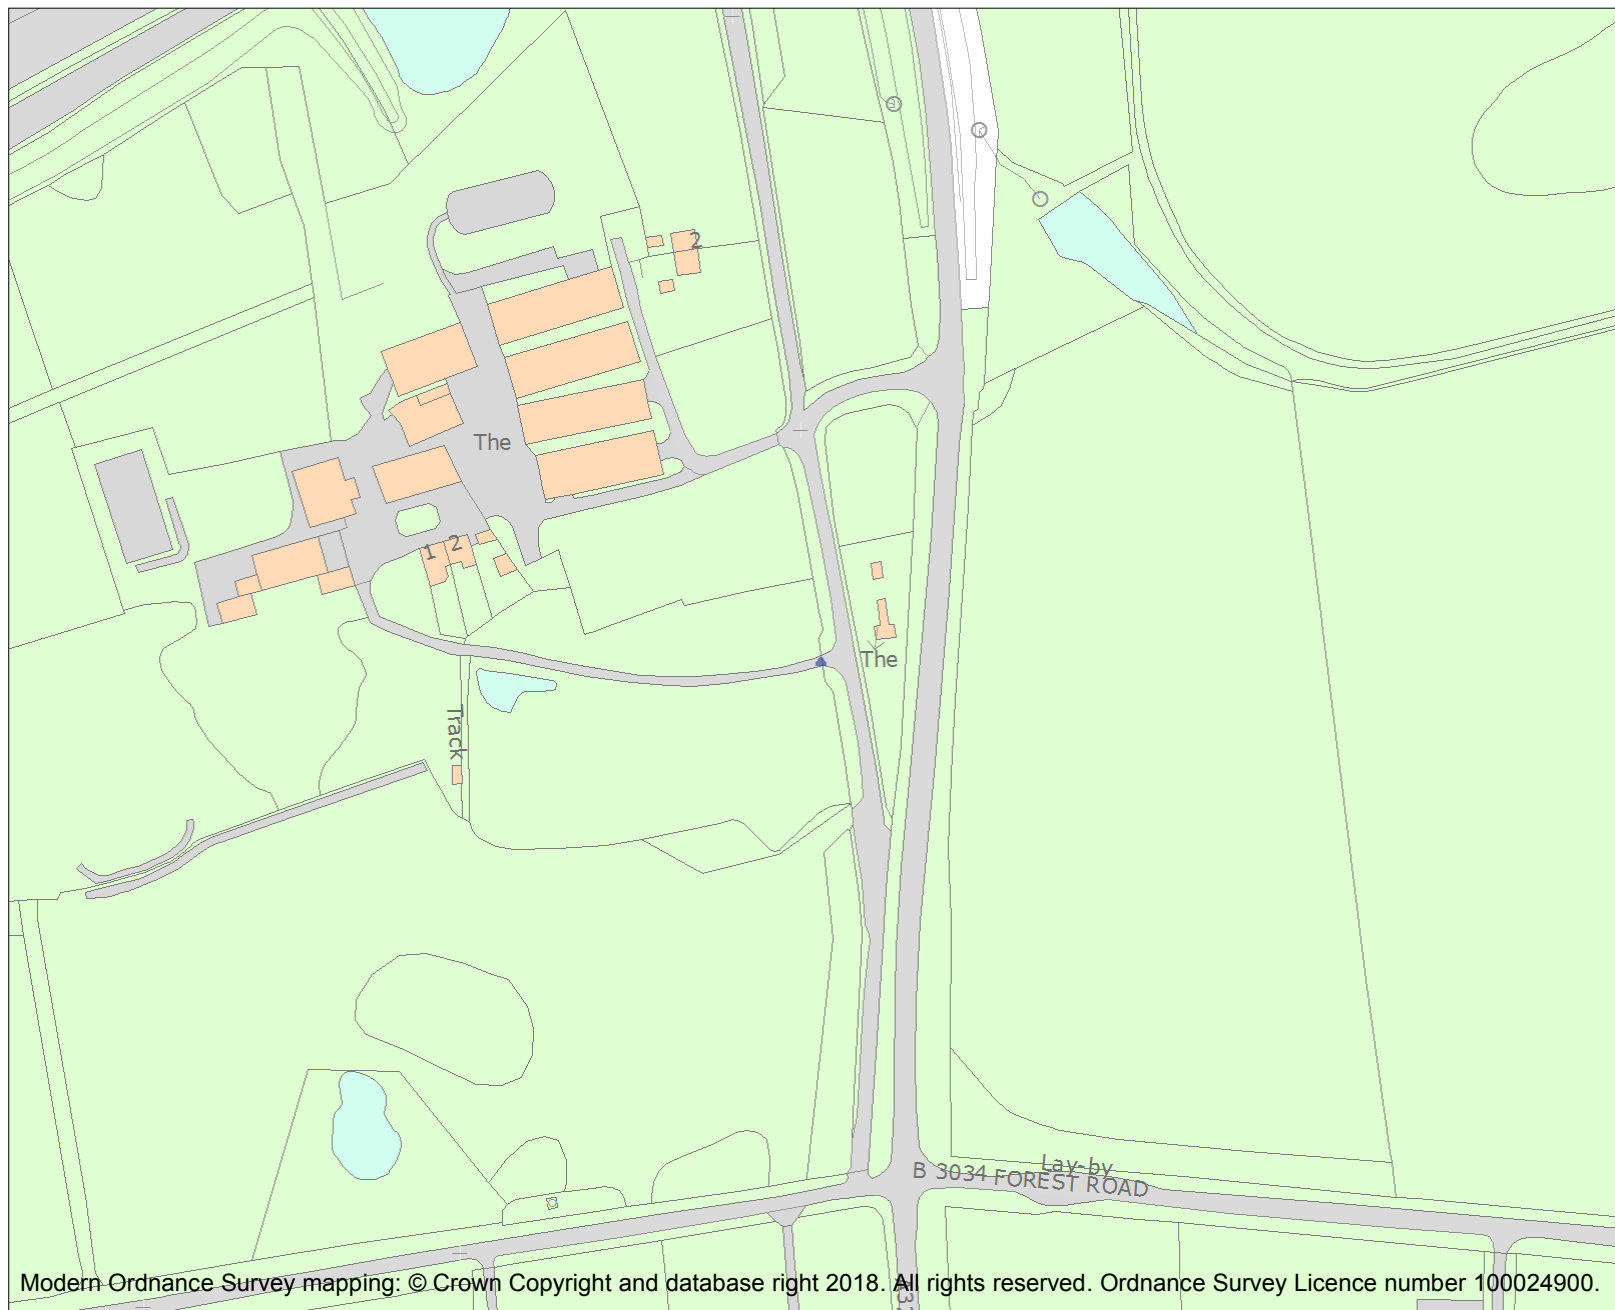 2
The
1
2
The
Track
Lay-by
B 3034 FOREST ROAD
Modern Ordnance Survey mapping: © Crown Copyright and database right 2018. All rights reserved. Ordnance Survey Licence number 100024900.